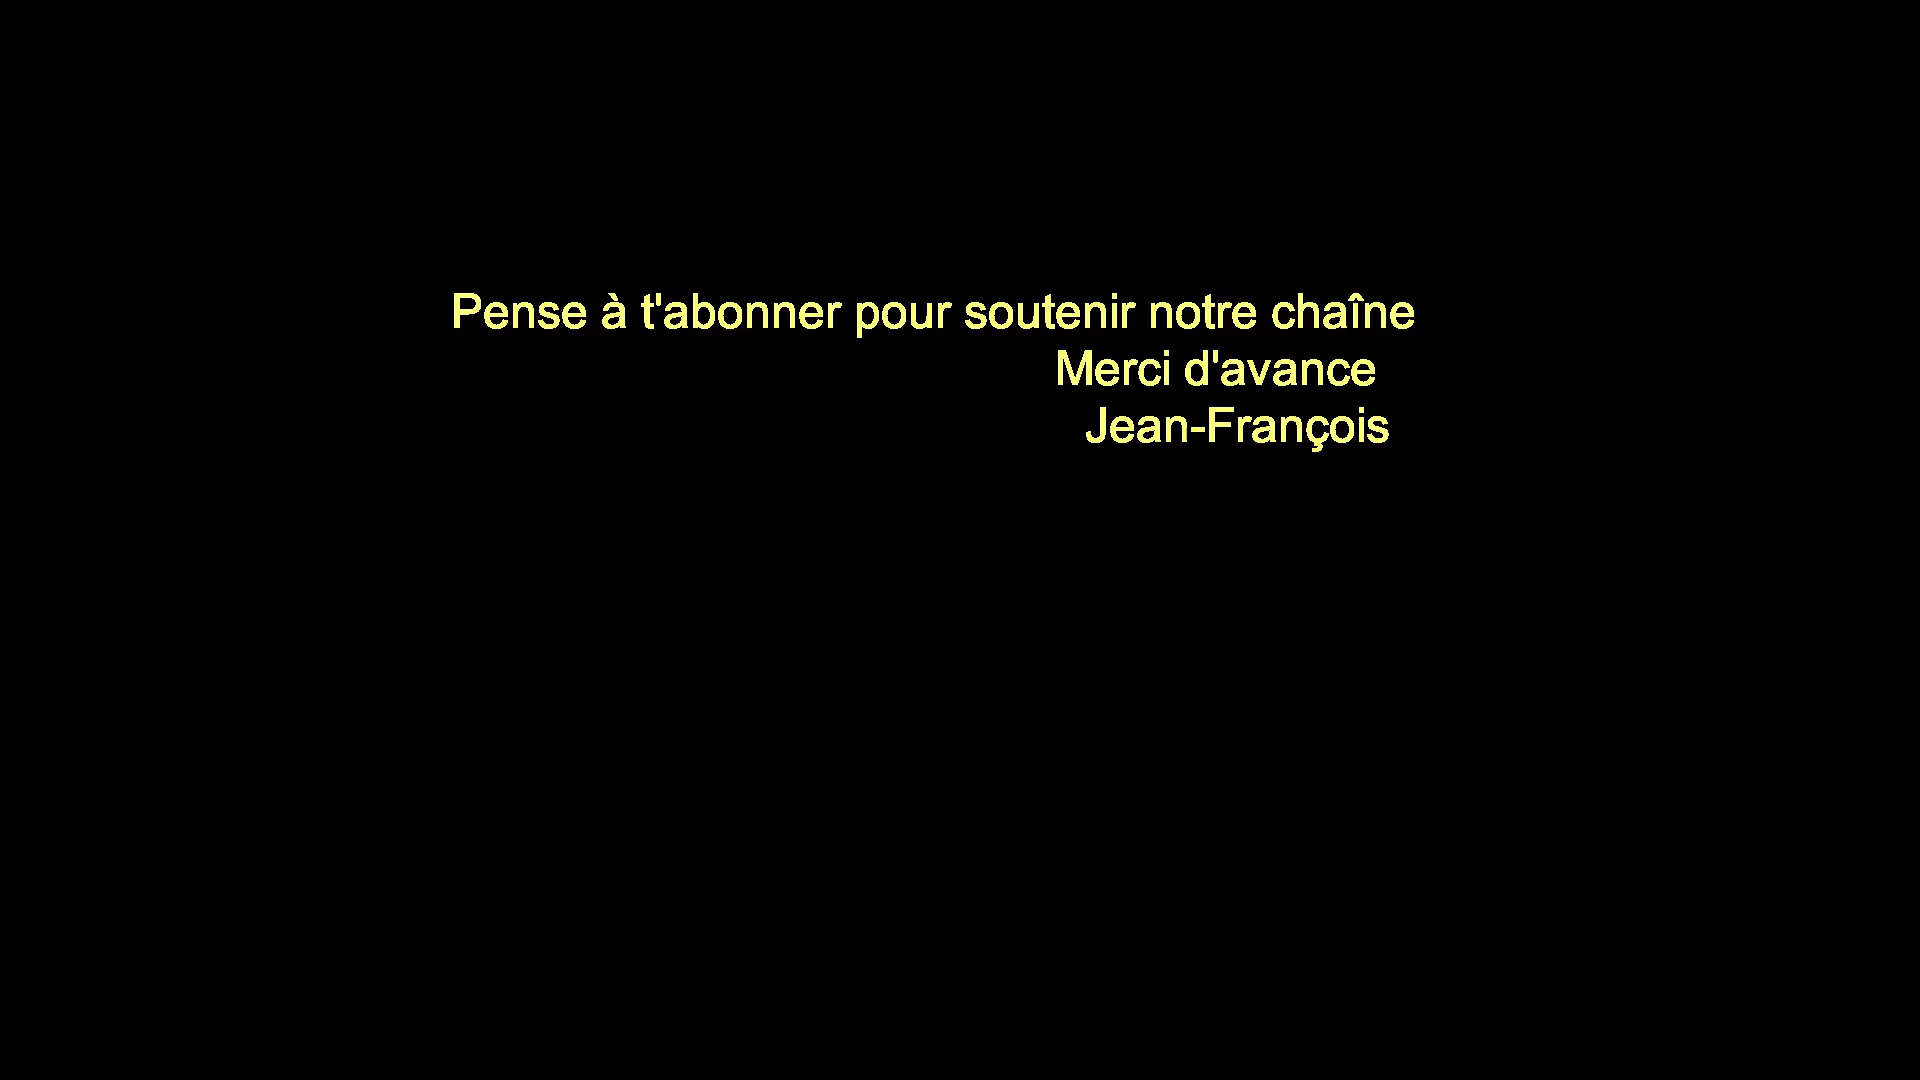 Pense à t'abonner pour soutenir notre chaîne
Merci d'avance
Jean-François